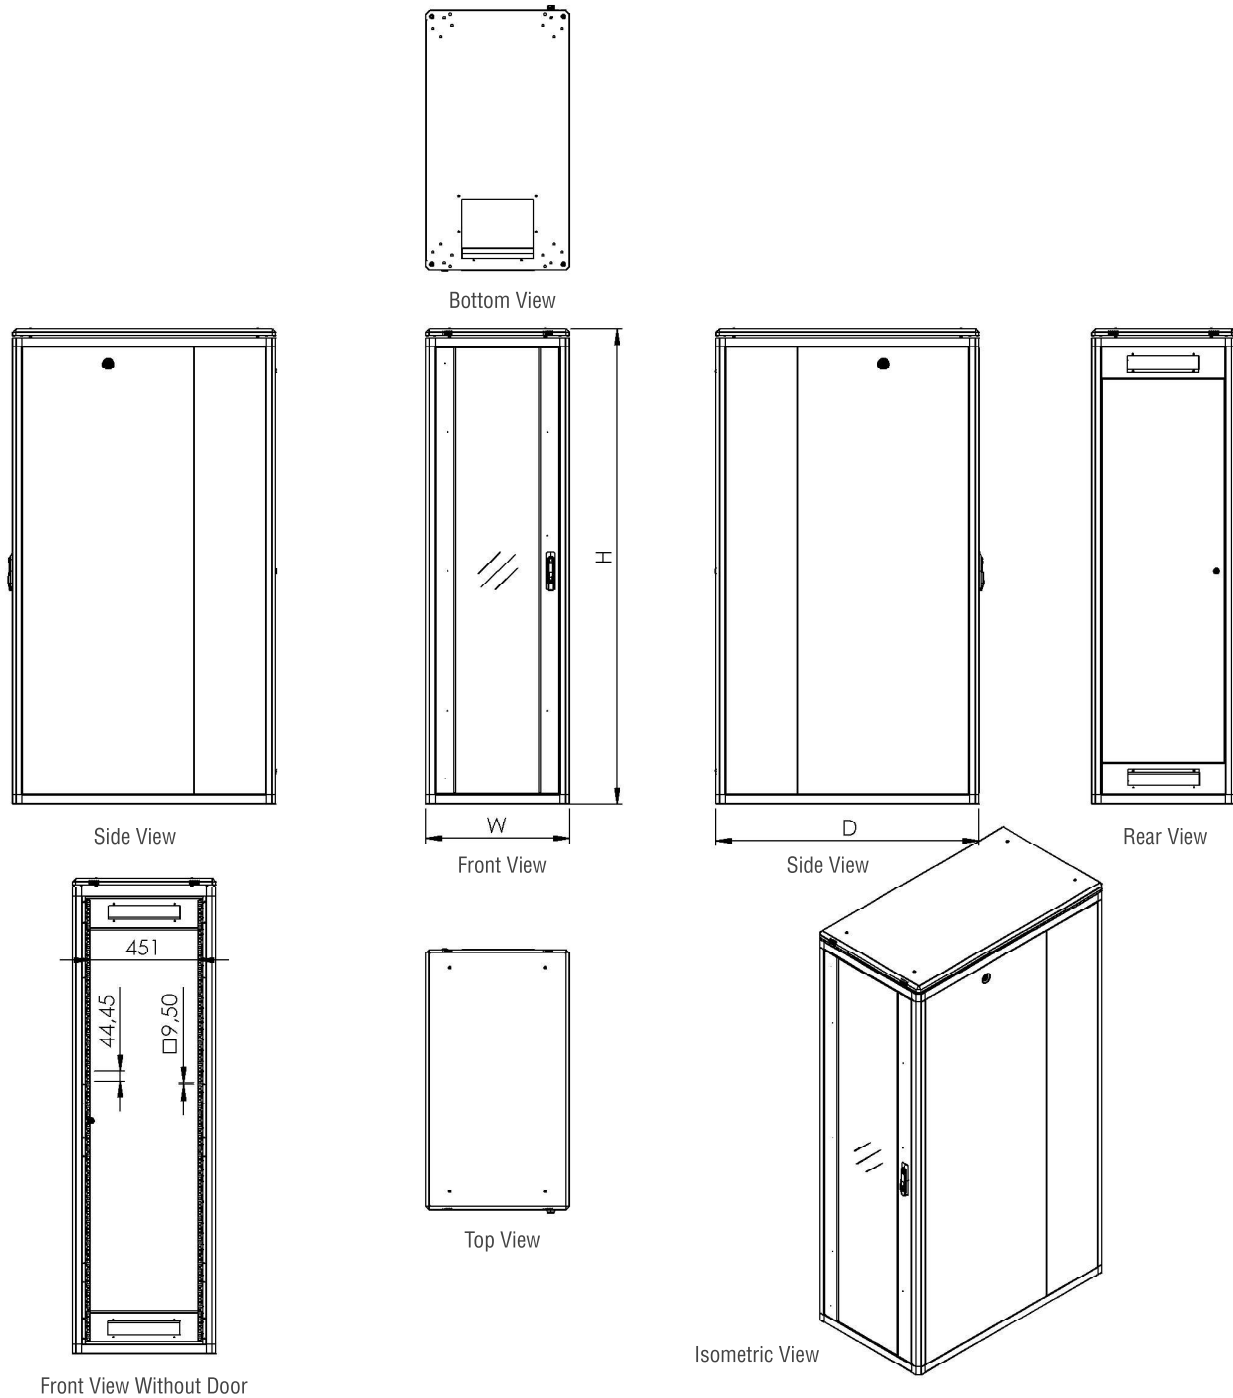 Bottom View
H
Side View
W
Front View
D
Side View
Rear View
451
44,45
□9,50
Top View
Isometric View
Front View Without Door